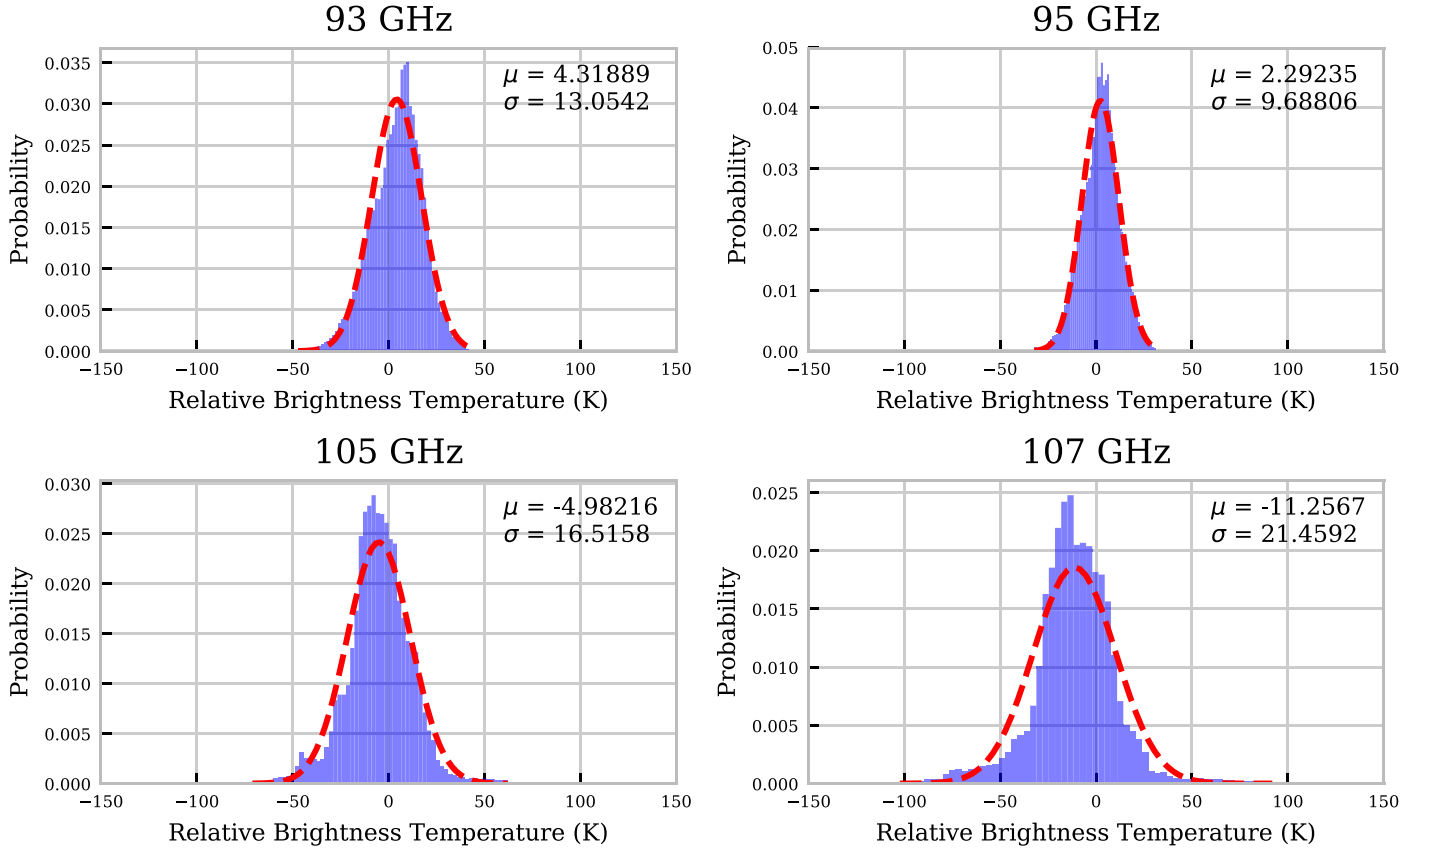 93 GHz
μ = 4.31889
σ = 13.0542
0.035
0.030
0.025
0.020
0.015
0.010
0.005
0.000
−150 −100 −50 0 50 100 150
Probability
Relative Brightness Temperature (K)
95 GHz
μ = 2.29235
σ = 9.68806
0.05
0.04
0.03
0.02
0.01
0.00
−150 −100 −50 0 50 100 150
Probability
Relative Brightness Temperature (K)
105 GHz
μ = -4.98216
σ = 16.5158
0.030
0.025
0.020
0.015
0.010
0.005
0.000
−150 −100 −50 0 50 100 150
Probability
Relative Brightness Temperature (K)
107 GHz
μ = -11.2567
σ = 21.4592
0.025
0.020
0.015
0.010
0.005
0.000
−150 −100 −50 0 50 100 150
Probability
Relative Brightness Temperature (K)